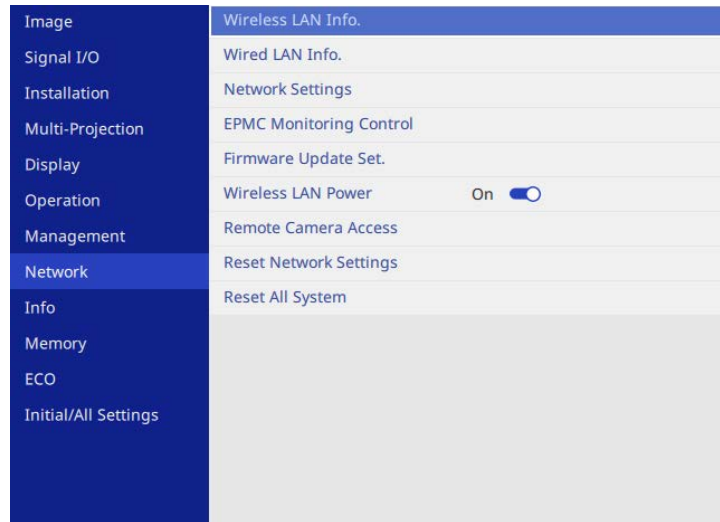 Image
Signal I/O
Installation
Multi-Projection
Display
Operation
Management
Network
Info
Memory
ECO
Initial/All Settings
Wireless LAN Info.
Wired LAN Info.
Network Settings
EPMC Monitoring Control
Firmware Update Set.
Wireless LAN Power On
Remote Camera Access
Reset Network Settings
Reset All System